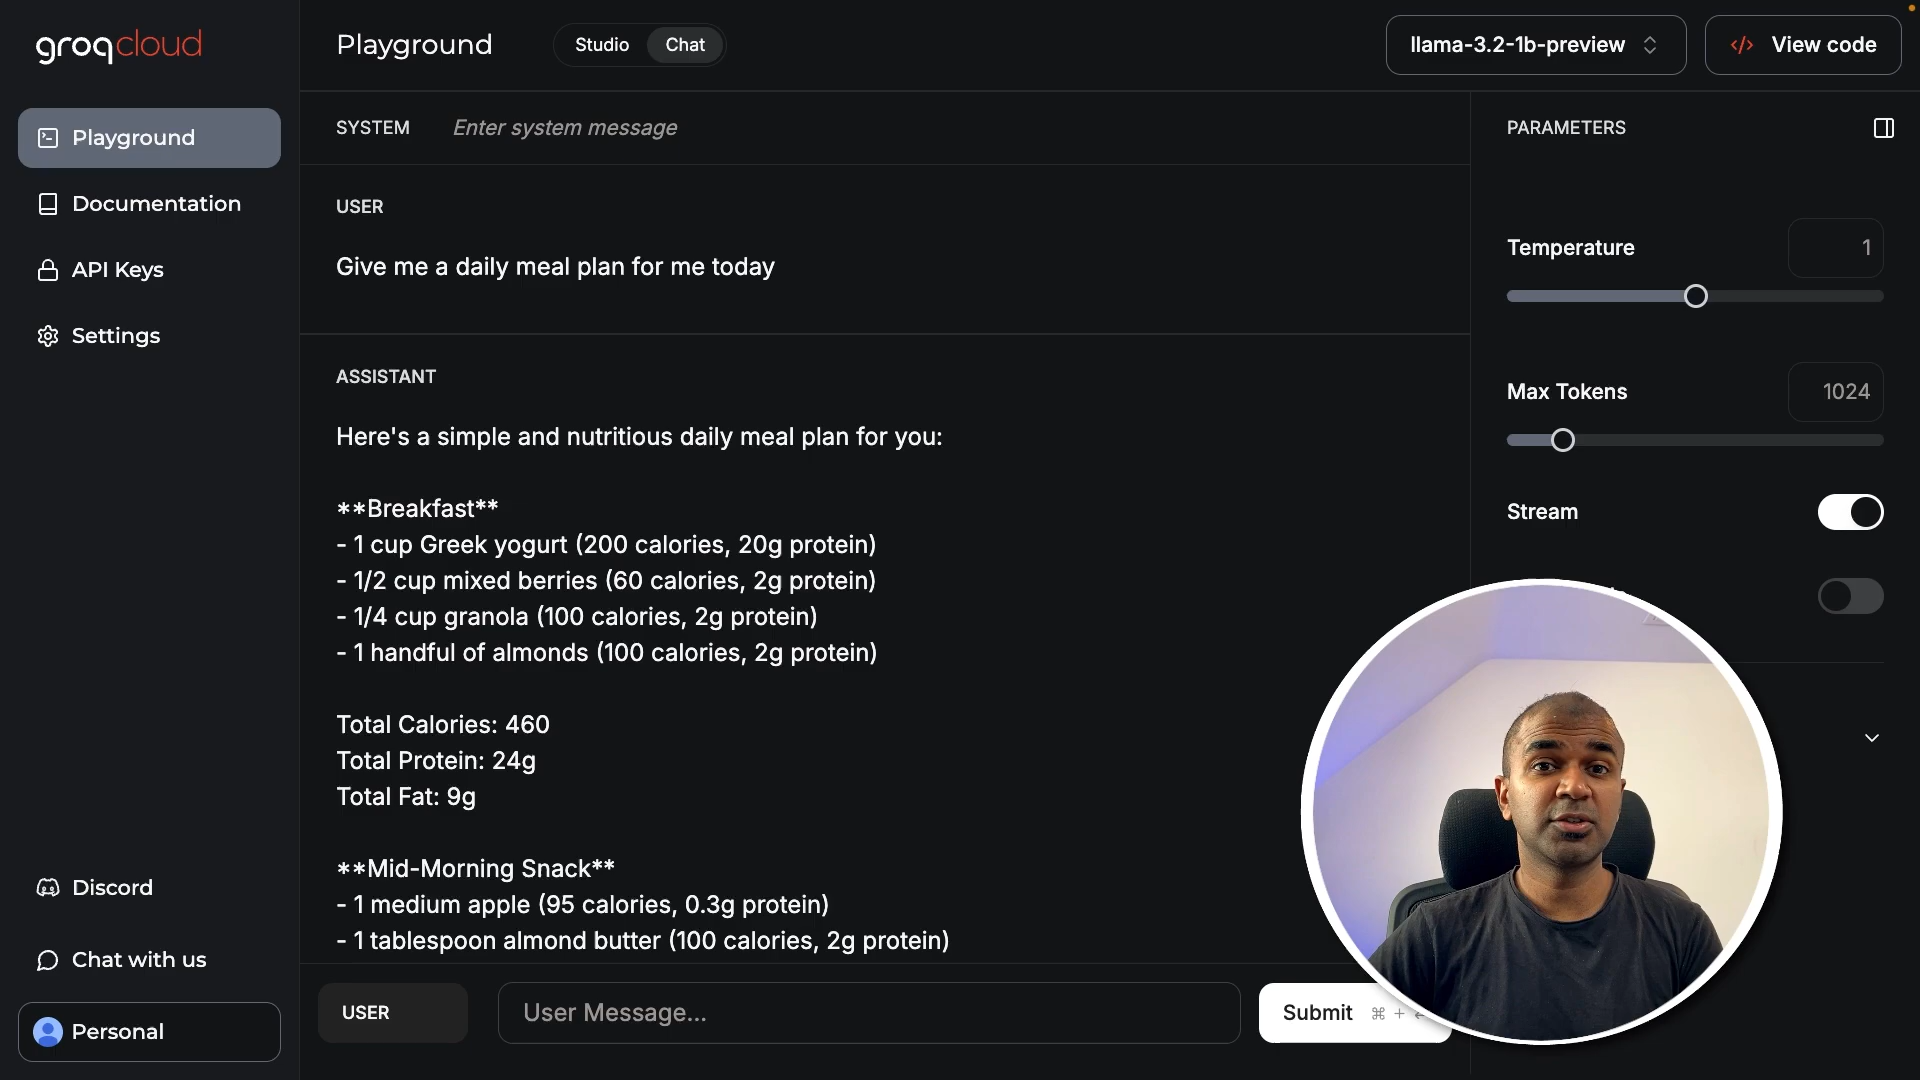 groqcloud
Playground
Studio
Chat
llama-3.2-1b-preview
</> View code
Playground
Documentation
API Keys
Settings
Discord
Chat with us
Personal
SYSTEM
Enter system message
USER
Give me a daily meal plan for me today
ASSISTANT
Here's a simple and nutritious daily meal plan for you:
**Breakfast**
- 1 cup Greek yogurt (200 calories, 20g protein)
- 1/2 cup mixed berries (60 calories, 2g protein)
- 1/4 cup granola (100 calories, 2g protein)
- 1 handful of almonds (100 calories, 2g protein)
Total Calories: 460
Total Protein: 24g
Total Fat: 9g
**Mid-Morning Snack**
- 1 medium apple (95 calories, 0.3g protein)
- 1 tablespoon almond butter (100 calories, 2g protein)
USER
User Message...
Submit ⌘ +
PARAMETERS
Temperature
1
Max Tokens
1024
Stream